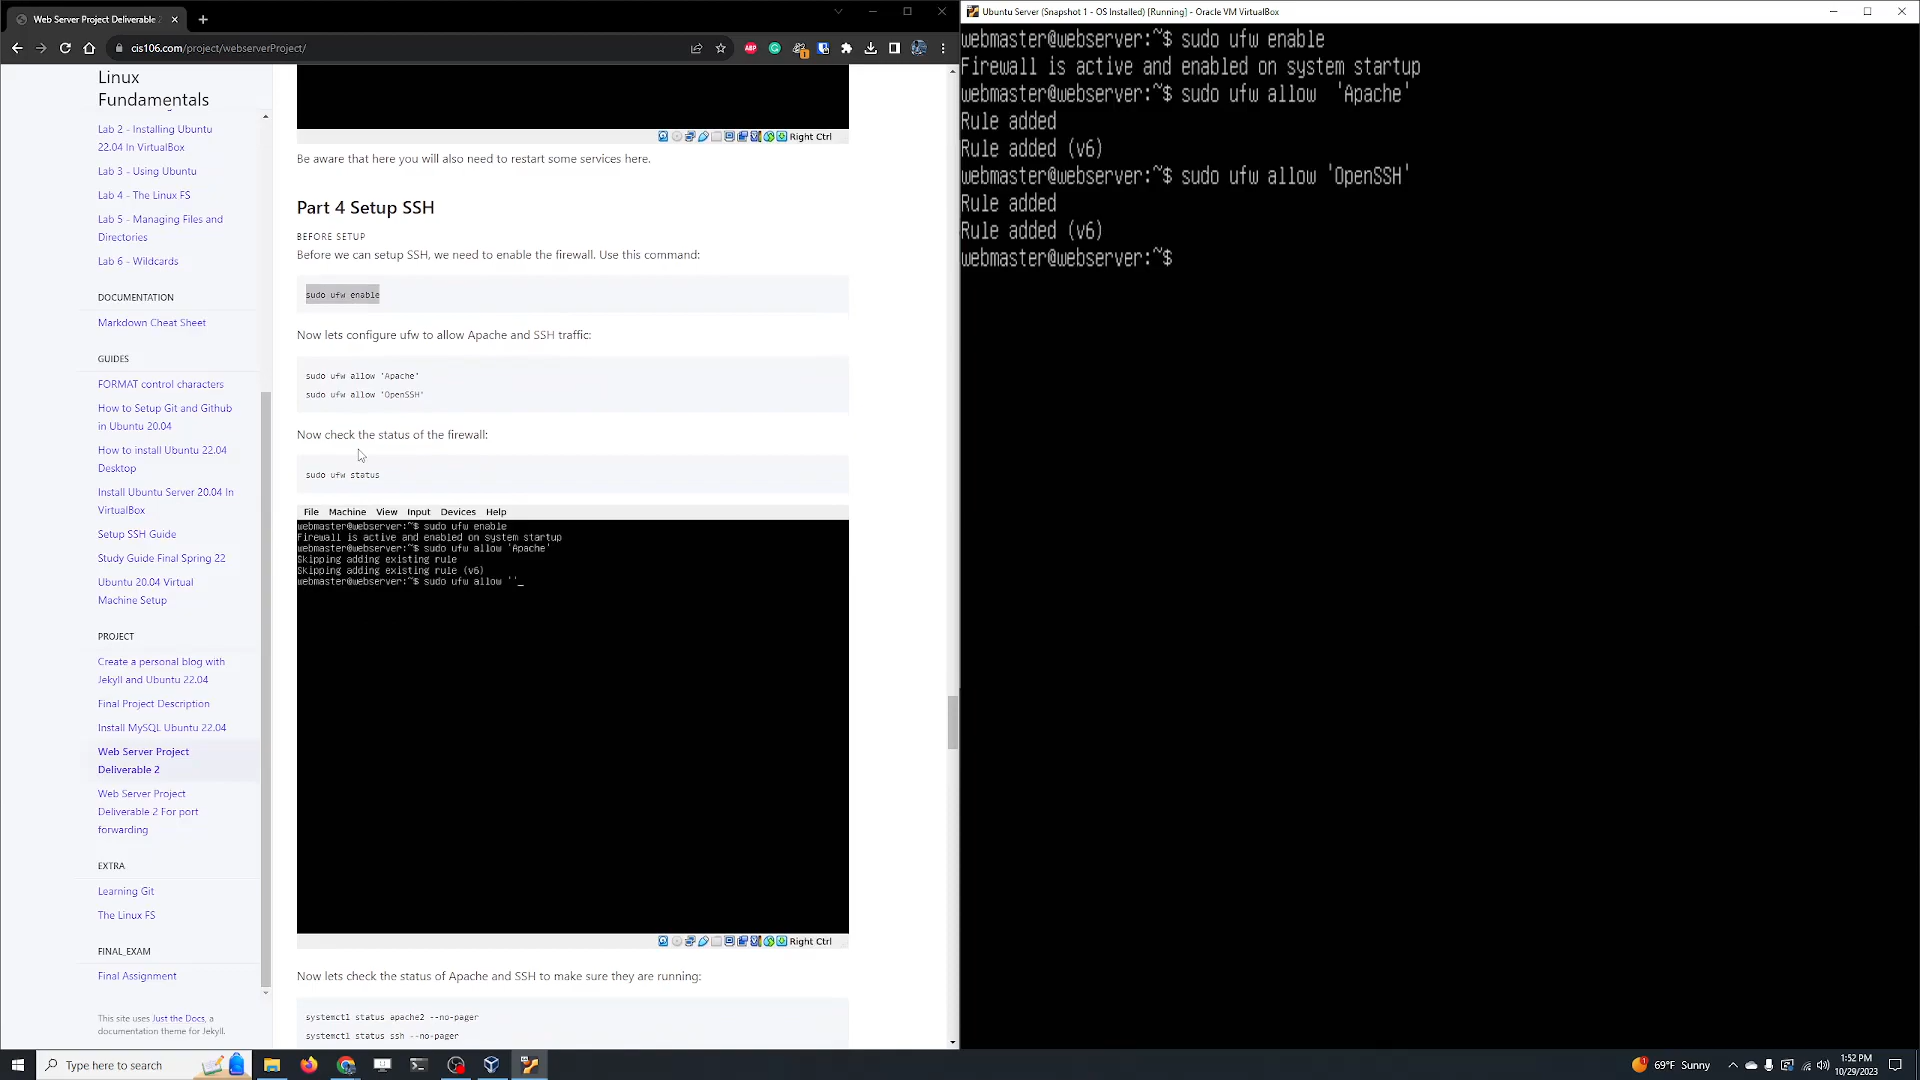 Web Server Project Deliverable 2
cis106.com/project/webserverProject/
Linux
Fundamentals
Lab 2 - Installing Ubuntu
22.04 In VirtualBox
Lab 3 - Using Ubuntu
Lab 4 - The Linux FS
Lab 5 - Managing Files and
Directories
Lab 6 - Wildcards
DOCUMENTATION
Markdown Cheat Sheet
GUIDES
FORMAT control characters
How to Setup Git and Github
in Ubuntu 20.04
How to install Ubuntu 22.04
Desktop
Install Ubuntu Server 20.04 In
VirtualBox
Setup SSH Guide
Study Guide Final Spring 22
Ubuntu 20.04 Virtual
Machine Setup
PROJECT
Create a personal blog with
Jekyll and Ubuntu 22.04
Final Project Description
Install MySQL Ubuntu 22.04
Web Server Project
Deliverable 2
Web Server Project
Deliverable 2 For port
forwarding
EXTRA
Learning Git
The Linux FS
FINAL_EXAM
Final Assignment
This site uses Just the Docs, a
documentation theme for Jekyll.
Right Ctrl
Be aware that here you will also need to restart some services here.
Part 4 Setup SSH
BEFORE SETUP
Before we can setup SSH, we need to enable the firewall. Use this command:
sudo ufw enable
Now lets configure ufw to allow Apache and SSH traffic:
sudo ufw allow 'Apache'
sudo ufw allow 'OpenSSH'
Now check the status of the firewall:
sudo ufw status
File Machine View Input Devices Help
webmaster@webserver:~$ sudo ufw enable
Firewall is active and enabled on system startup
webmaster@webserver:~$ sudo ufw allow 'Apache'
Skipping adding existing rule
Skipping adding existing rule (v6)
webmaster@webserver:~$ sudo ufw allow ''_
Right Ctrl
Now lets check the status of Apache and SSH to make sure they are running:
systemctl status apache2 --no-pager
systemctl status ssh --no-pager
Ubuntu Server (Snapshot 1 - OS Installed) [Running] - Oracle VM VirtualBox
webmaster@webserver:~$ sudo ufw enable
Firewall is active and enabled on system startup
webmaster@webserver:~$ sudo ufw allow  'Apache'
Rule added
Rule added (v6)
webmaster@webserver:~$ sudo ufw allow 'OpenSSH'
Rule added
Rule added (v6)
webmaster@webserver:~$
Type here to search
69°F Sunny
1:52 PM
10/29/2023